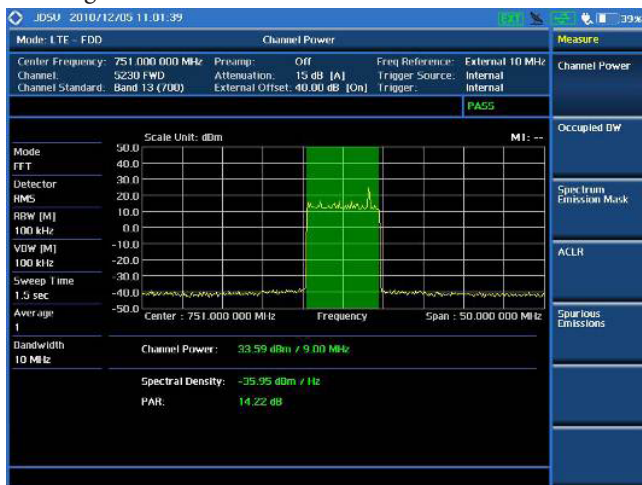 JDSU 2010/12/05 11:01:39 EXT 39%
Mode: LTE - FDD Channel Power Measure
Center Frequency: 751.000 000 MHz Preamp: Off Freq Reference: External 10 MHz
Channel: 5230 FWD Attenuation: 15 dB [A] Trigger Source: Internal
Channel Standard: Band 13 (700) External Offset: 40.00 dB [On] Trigger: Internal
PASS
Channel Power
Occupied BW
Spectrum
Emission Mask
ACLR
Spurious
Emissions
Scale Unit: dBm M1: --
Mode
FFT
Detector
RMS
RBW [M]
100 kHz
VBW [M]
100 kHz
Sweep Time
1.5 sec
Average
1
Bandwidth
10 MHz
50.0
40.0
30.0
20.0
10.0
0.0
-10.0
-20.0
-30.0
-40.0
-50.0
Center : 751.000 000 MHz Frequency Span : 50.000 000 MHz
Channel Power: 33.59 dBm / 9.00 MHz
Spectral Density: -35.95 dBm / Hz
PAR: 14.22 dB